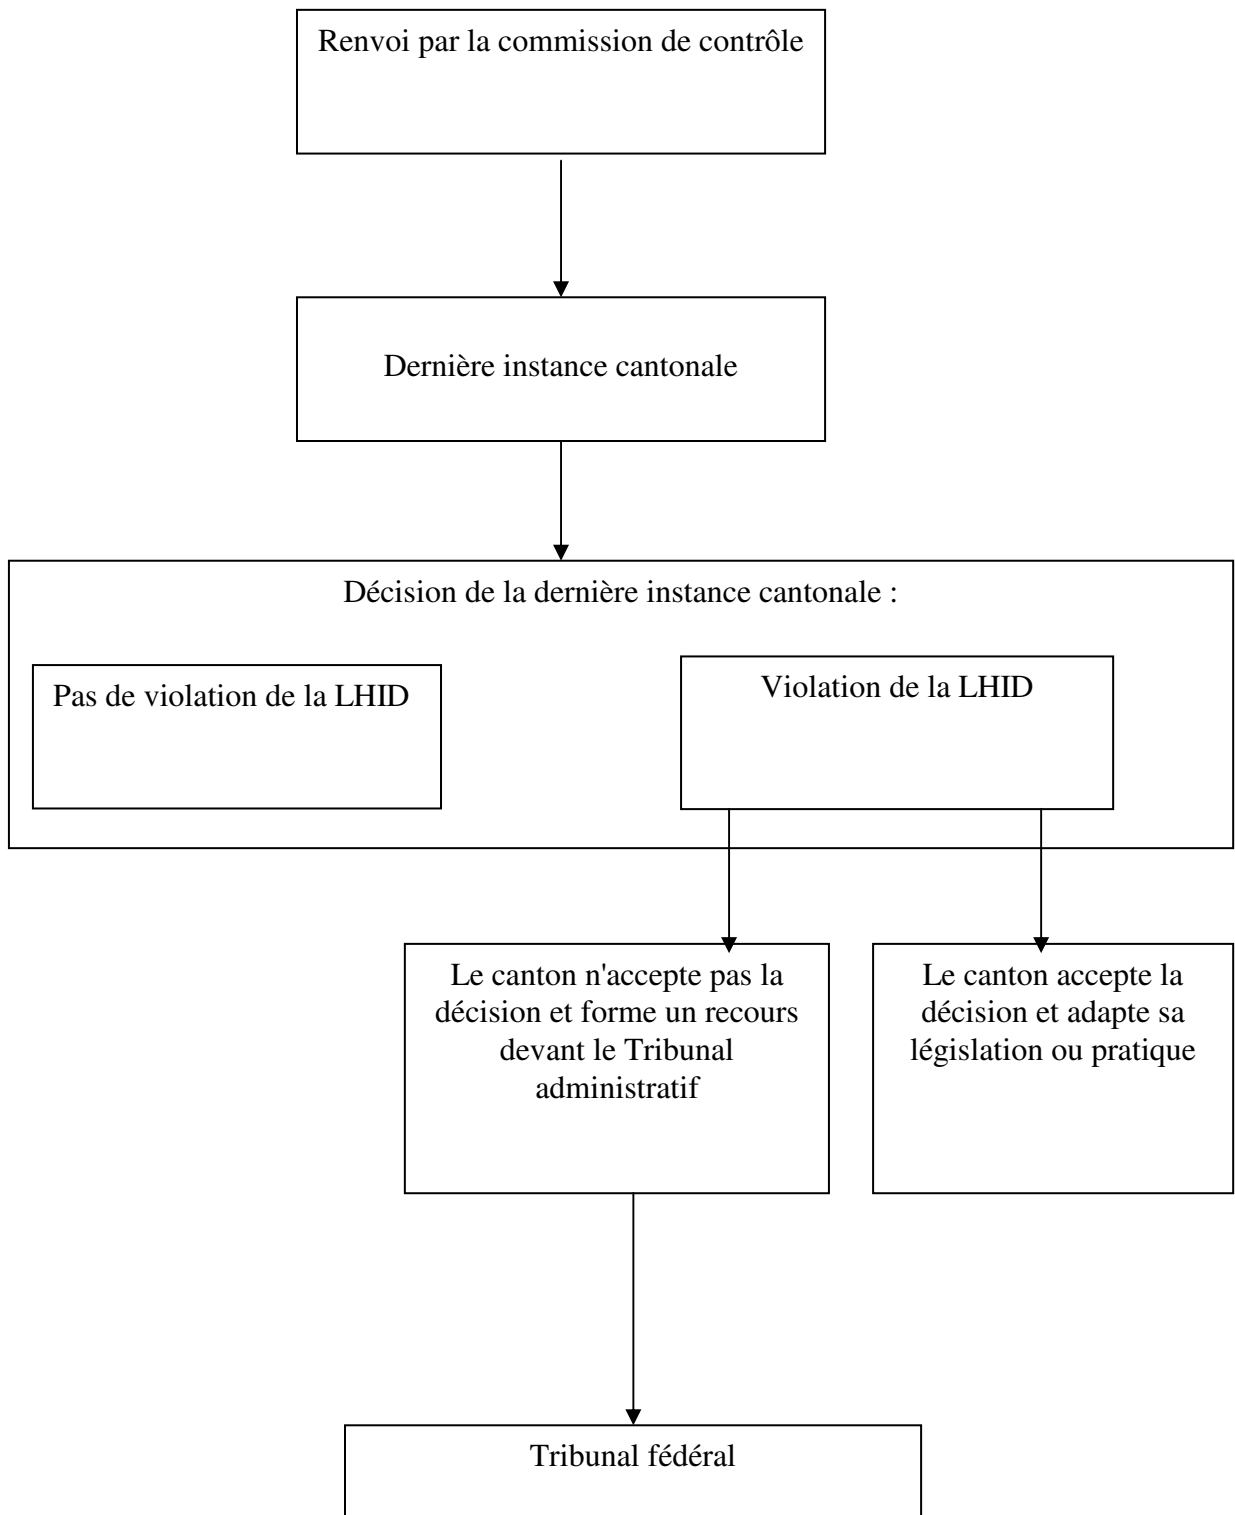 Renvoi par la commission de contrôle
Dernière instance cantonale
Décision de la dernière instance cantonale :
Pas de violation de la LHID
Violation de la LHID
Le canton n'accepte pas la
décision et forme un recours
devant le Tribunal
administratif
Le canton accepte la
décision et adapte sa
législation ou pratique
Tribunal fédéral